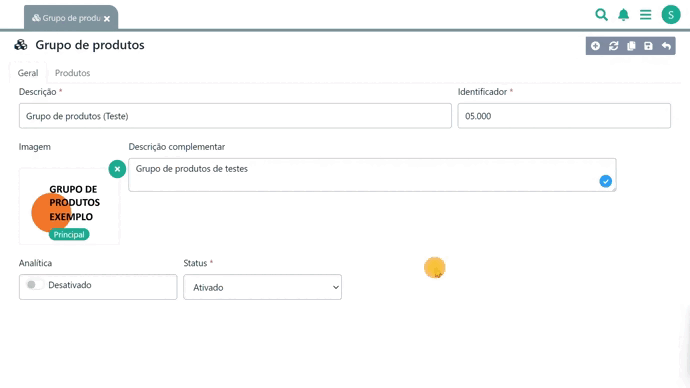 Grupo de produ
S
Grupo de produtos
Geral Produtos
Descrição * Identificador *
Grupo de produtos (Teste) 05.000
Imagem Descrição complementar
Grupo de produtos de testes
GRUPO DE
PRODUTOS
EXEMPLO
Principal
Analítica Status *
Desativado Ativado